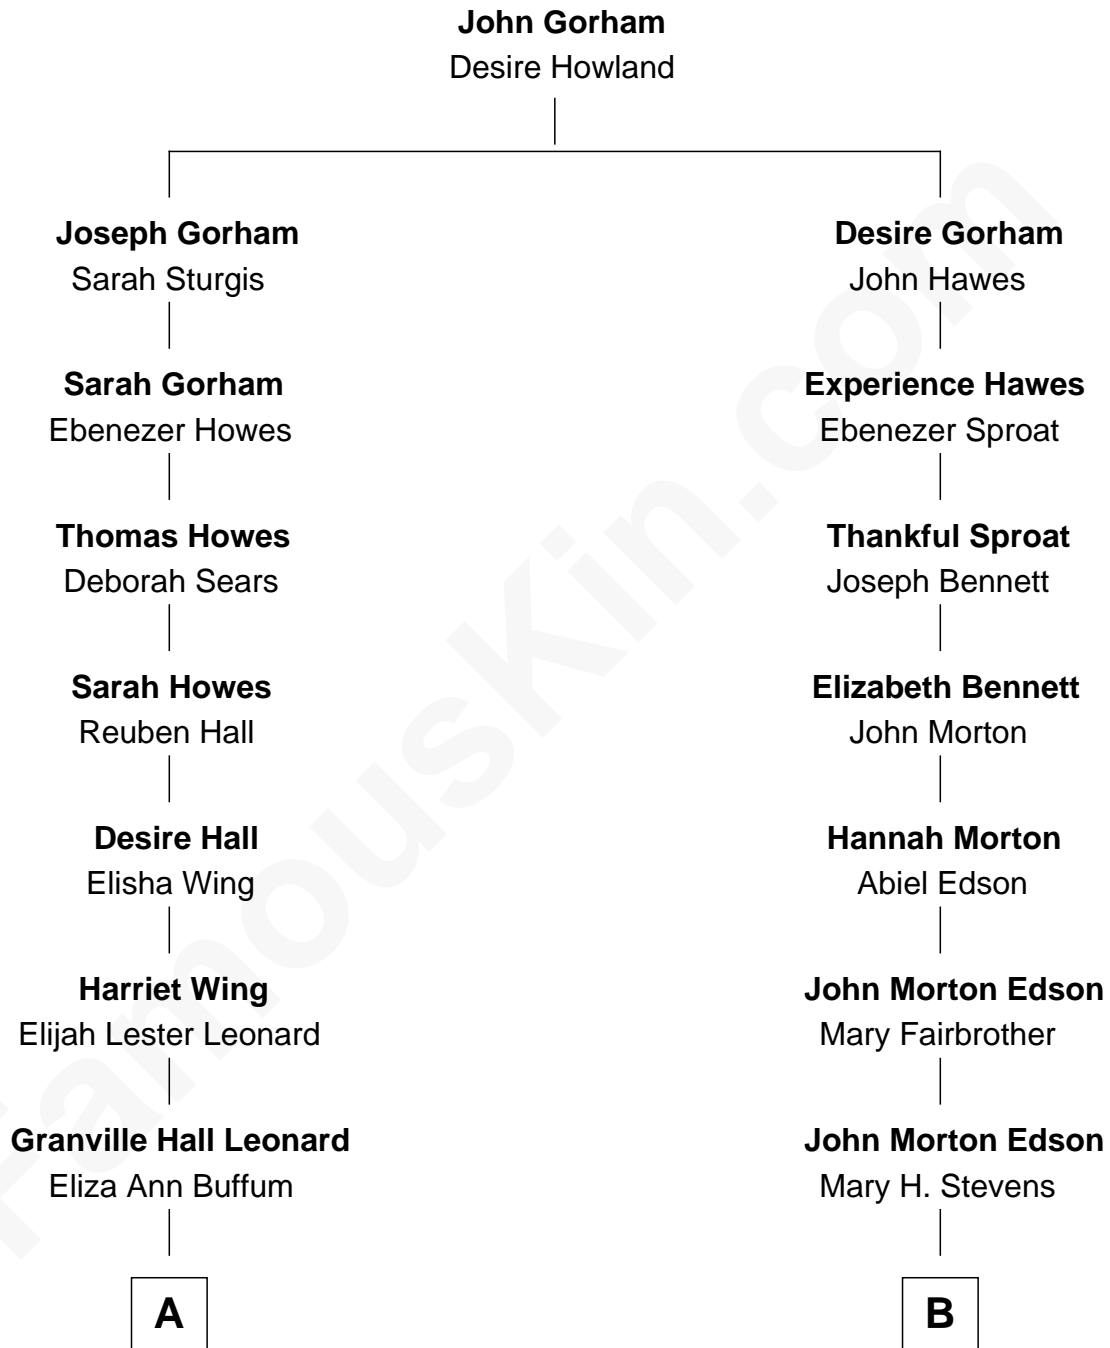 John Gorham
Desire Howland
Joseph Gorham
Sarah Sturgis
Sarah Gorham
Ebenezer Howes
Thomas Howes
Deborah Sears
Sarah Howes
Reuben Hall
Desire Hall
Elisha Wing
Harriet Wing
Elijah Lester Leonard
Granville Hall Leonard
Eliza Ann Buffum
A
Desire Gorham
John Hawes
Experience Hawes
Ebenezer Sproat
Thankful Sproat
Joseph Bennett
Elizabeth Bennett
John Morton
Hannah Morton
Abiel Edson
John Morton Edson
Mary Fairbrother
John Morton Edson
Mary H. Stevens
B
FamousKin.com